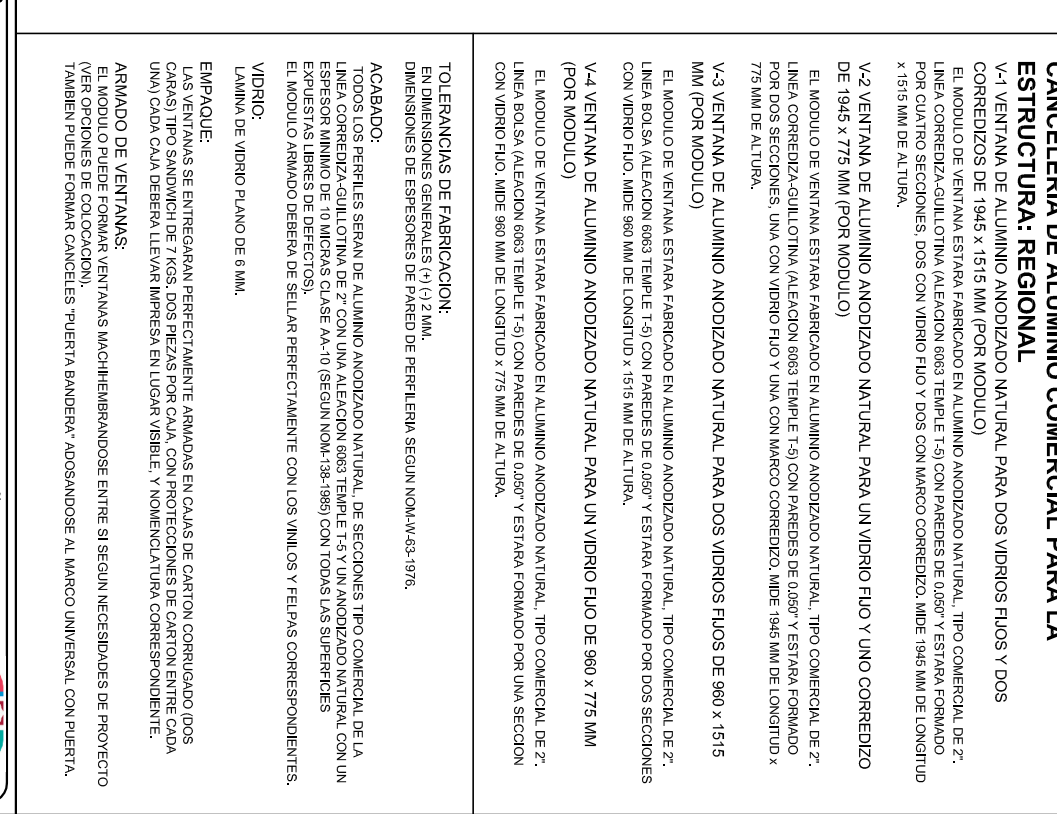 CANCELERIA DE ALUMINIO COMERCIAL PARA LA
ESTRUCTURA: REGIONAL
V-1 VENTANA DE ALUMINIO ANODIZADO NATURAL PARA DOS VIDRIOS FIJOS Y DOS
CORREDIZOS DE 1945 x 1515 MM (POR MODULO)
EL MODULO DE VENTANA ESTARA FABRICADO EN ALUMINIO ANODIZADO NATURAL, TIPO COMERCIAL DE 2".
LINEA CORREDIZA-GUILLOTINA (ALEACION 6063 TEMPLE T-5) CON PAREDES DE 0.050" Y ESTARA FORMADO
POR CUATRO SECCIONES, DOS CON VIDRIO FIJO Y DOS CON MARCO CORREDIZO. MIDE 1945 MM DE LONGITUD
x 1515 MM DE ALTURA.
V-2 VENTANA DE ALUMINIO ANODIZADO NATURAL PARA UN VIDRIO FIJO Y UNO CORREDIZO
DE 1945 x 775 MM (POR MODULO)
EL MODULO DE VENTANA ESTARA FABRICADO EN ALUMINIO ANODIZADO NATURAL, TIPO COMERCIAL DE 2".
LINEA CORREDIZA-GUILLOTINA (ALEACION 6063 TEMPLE T-5) CON PAREDES DE 0.050" Y ESTARA FORMADO
POR DOS SECCIONES, UNA CON VIDRIO FIJO Y UNA CON MARCO CORREDIZO. MIDE 1945 MM DE LONGITUD x
775 MM DE ALTURA.
V-3 VENTANA DE ALUMINIO ANODIZADO NATURAL PARA DOS VIDRIOS FIJOS DE 960 x 1515
MM (POR MODULO)
EL MODULO DE VENTANA ESTARA FABRICADO EN ALUMINIO ANODIZADO NATURAL, TIPO COMERCIAL DE 2".
LINEA BOLSA (ALEACION 6063 TEMPLE T-5) CON PAREDES DE 0.050" Y ESTARA FORMADO POR DOS SECCIONES
CON VIDRIO FIJO. MIDE 960 MM DE LONGITUD x 1515 MM DE ALTURA.
V-4 VENTANA DE ALUMINIO ANODIZADO NATURAL PARA UN VIDRIO FIJO DE 960 x 775 MM
(POR MODULO)
EL MODULO DE VENTANA ESTARA FABRICADO EN ALUMINIO ANODIZADO NATURAL, TIPO COMERCIAL DE 2".
LINEA BOLSA (ALEACION 6063 TEMPLE T-5) CON PAREDES DE 0.050" Y ESTARA FORMADO POR UNA SECCION
CON VIDRIO FIJO. MIDE 960 MM DE LONGITUD x 775 MM DE ALTURA.
TOLERANCIAS DE FABRICACION:
EN DIMENSIONES GENERALES (+) (-) 2 MM.
DIMENSIONES DE ESPESORES DE PARED DE PERFILERIA SEGUN NOM-W-63-1976.
ACABADO:
TODOS LOS PERFILES SERAN DE ALUMINIO ANODIZADO NATURAL, DE SECCIONES TIPO COMERCIAL DE LA
LINEA CORREDIZA-GUILLOTINA DE 2" CON UNA ALEACION 6063 TEMPLE T-5 Y UN ANODIZADO NATURAL CON UN
ESPESOR MINIMO DE 10 MICRAS CLASE AA-10 (SEGUN NOM-138-1985) CON TODAS LAS SUPERFICIES
EXPUESTAS LIBRES DE DEFECTOS).
EL MODULO ARMADO DEBERA DE SELLAR PERFECTAMENTE CON LOS VINILOS Y FELPAS CORRESPONDIENTES.
VIDRIO:
LAMINA DE VIDRIO PLANO DE 6 MM.
EMPAQUE:
LAS VENTANAS SE ENTREGARAN PERFECTAMENTE ARMADAS EN CAJAS DE CARTON CORRUGADO (DOS
CARAS) TIPO SANDWICH DE 7 KGS. DOS PIEZAS POR CAJA, CON PROTECCIONES DE CARTON ENTRE CADA
UNA) CADA CAJA DEBERA LLEVAR IMPRESA EN LUGAR VISIBLE, Y NOMENCLATURA CORRESPONDIENTE.
ARMADO DE VENTANAS:
EL MODULO PUEDE FORMAR VENTANAS MACHIHEMBRANDOSE ENTRE SI SEGUN NECESIDADES DE PROYECTO
(VER OPCIONES DE COLOCACION).
TAMBIEN PUEDE FORMAR CANCELES "PUERTA BANDERA" ADOSANDOSE AL MARCO UNIVERSAL CON PUERTA.